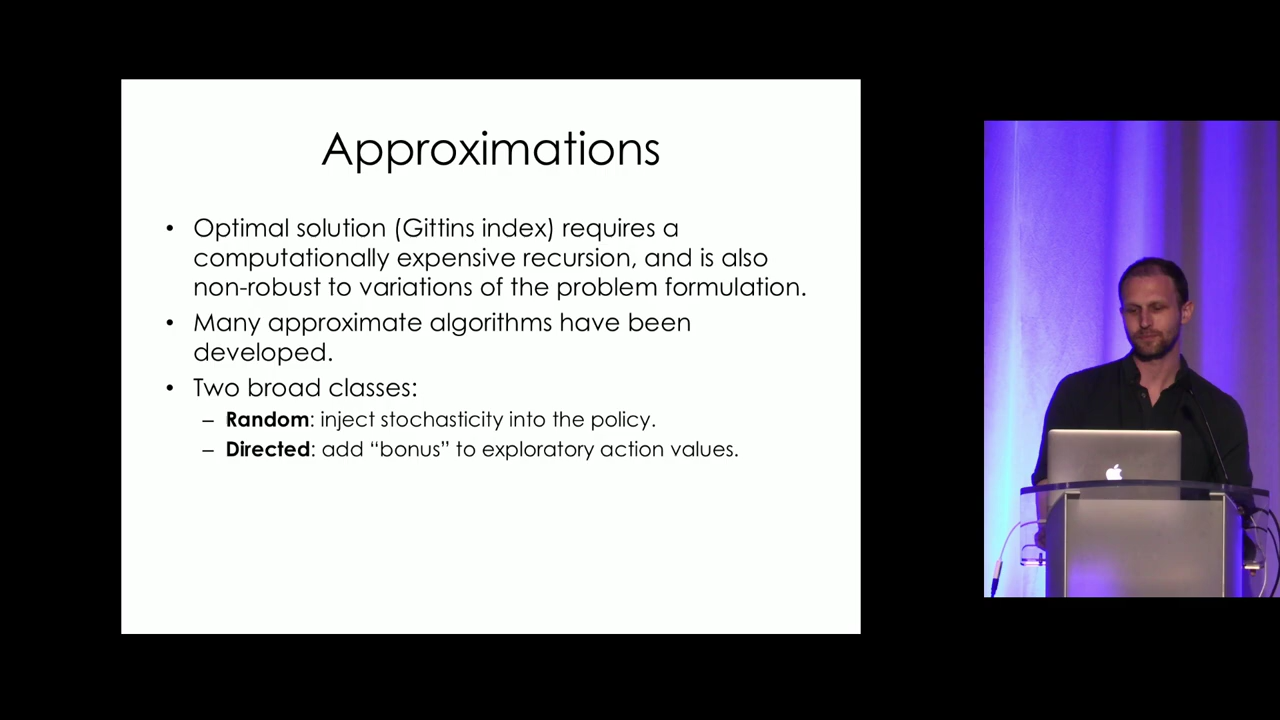 Approximations
• Optimal solution (Gittins index) requires a
computationally expensive recursion, and is also
non-robust to variations of the problem formulation.
• Many approximate algorithms have been
developed.
• Two broad classes:
– Random: inject stochasticity into the policy.
– Directed: add “bonus” to exploratory action values.